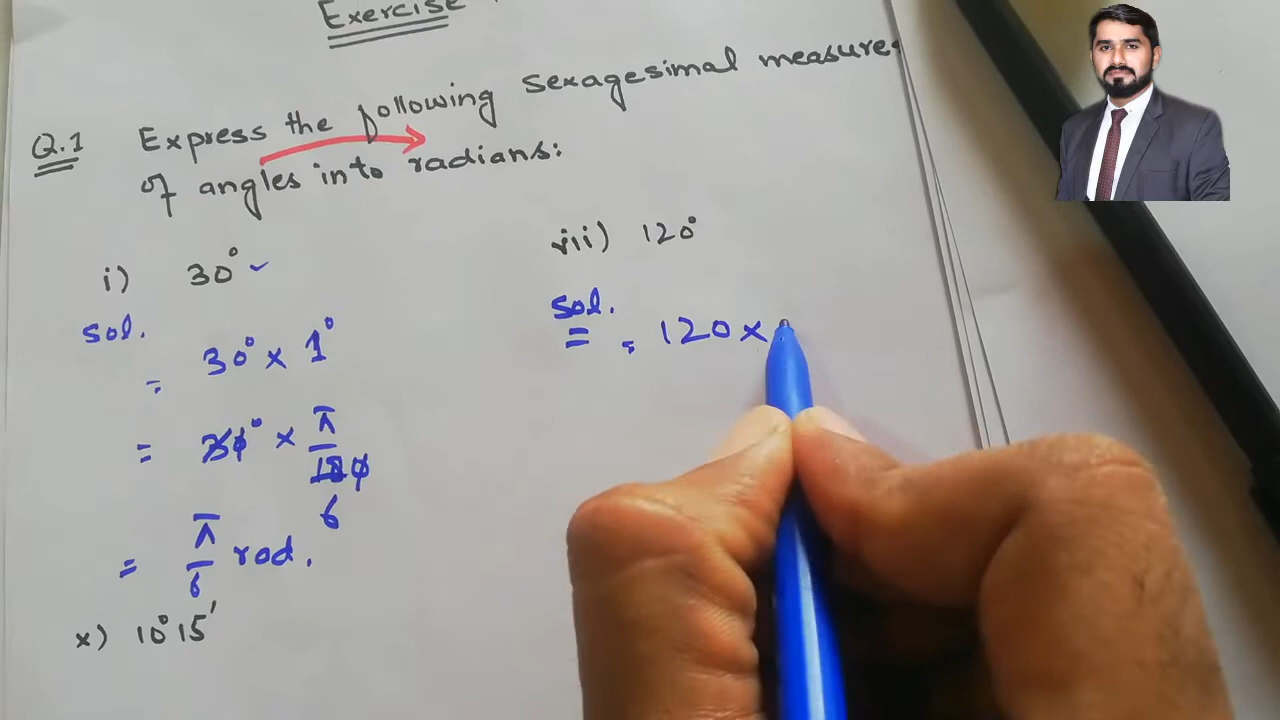 Exercise
Q.1 Express the following sexagesimal measures
of angles into radians:
i) 30°
sol.
= 30° × 1°
= 30° × π/180
6
= π/6 rad.
x) 10° 15'
vii) 120°
sol.
= 120 ×